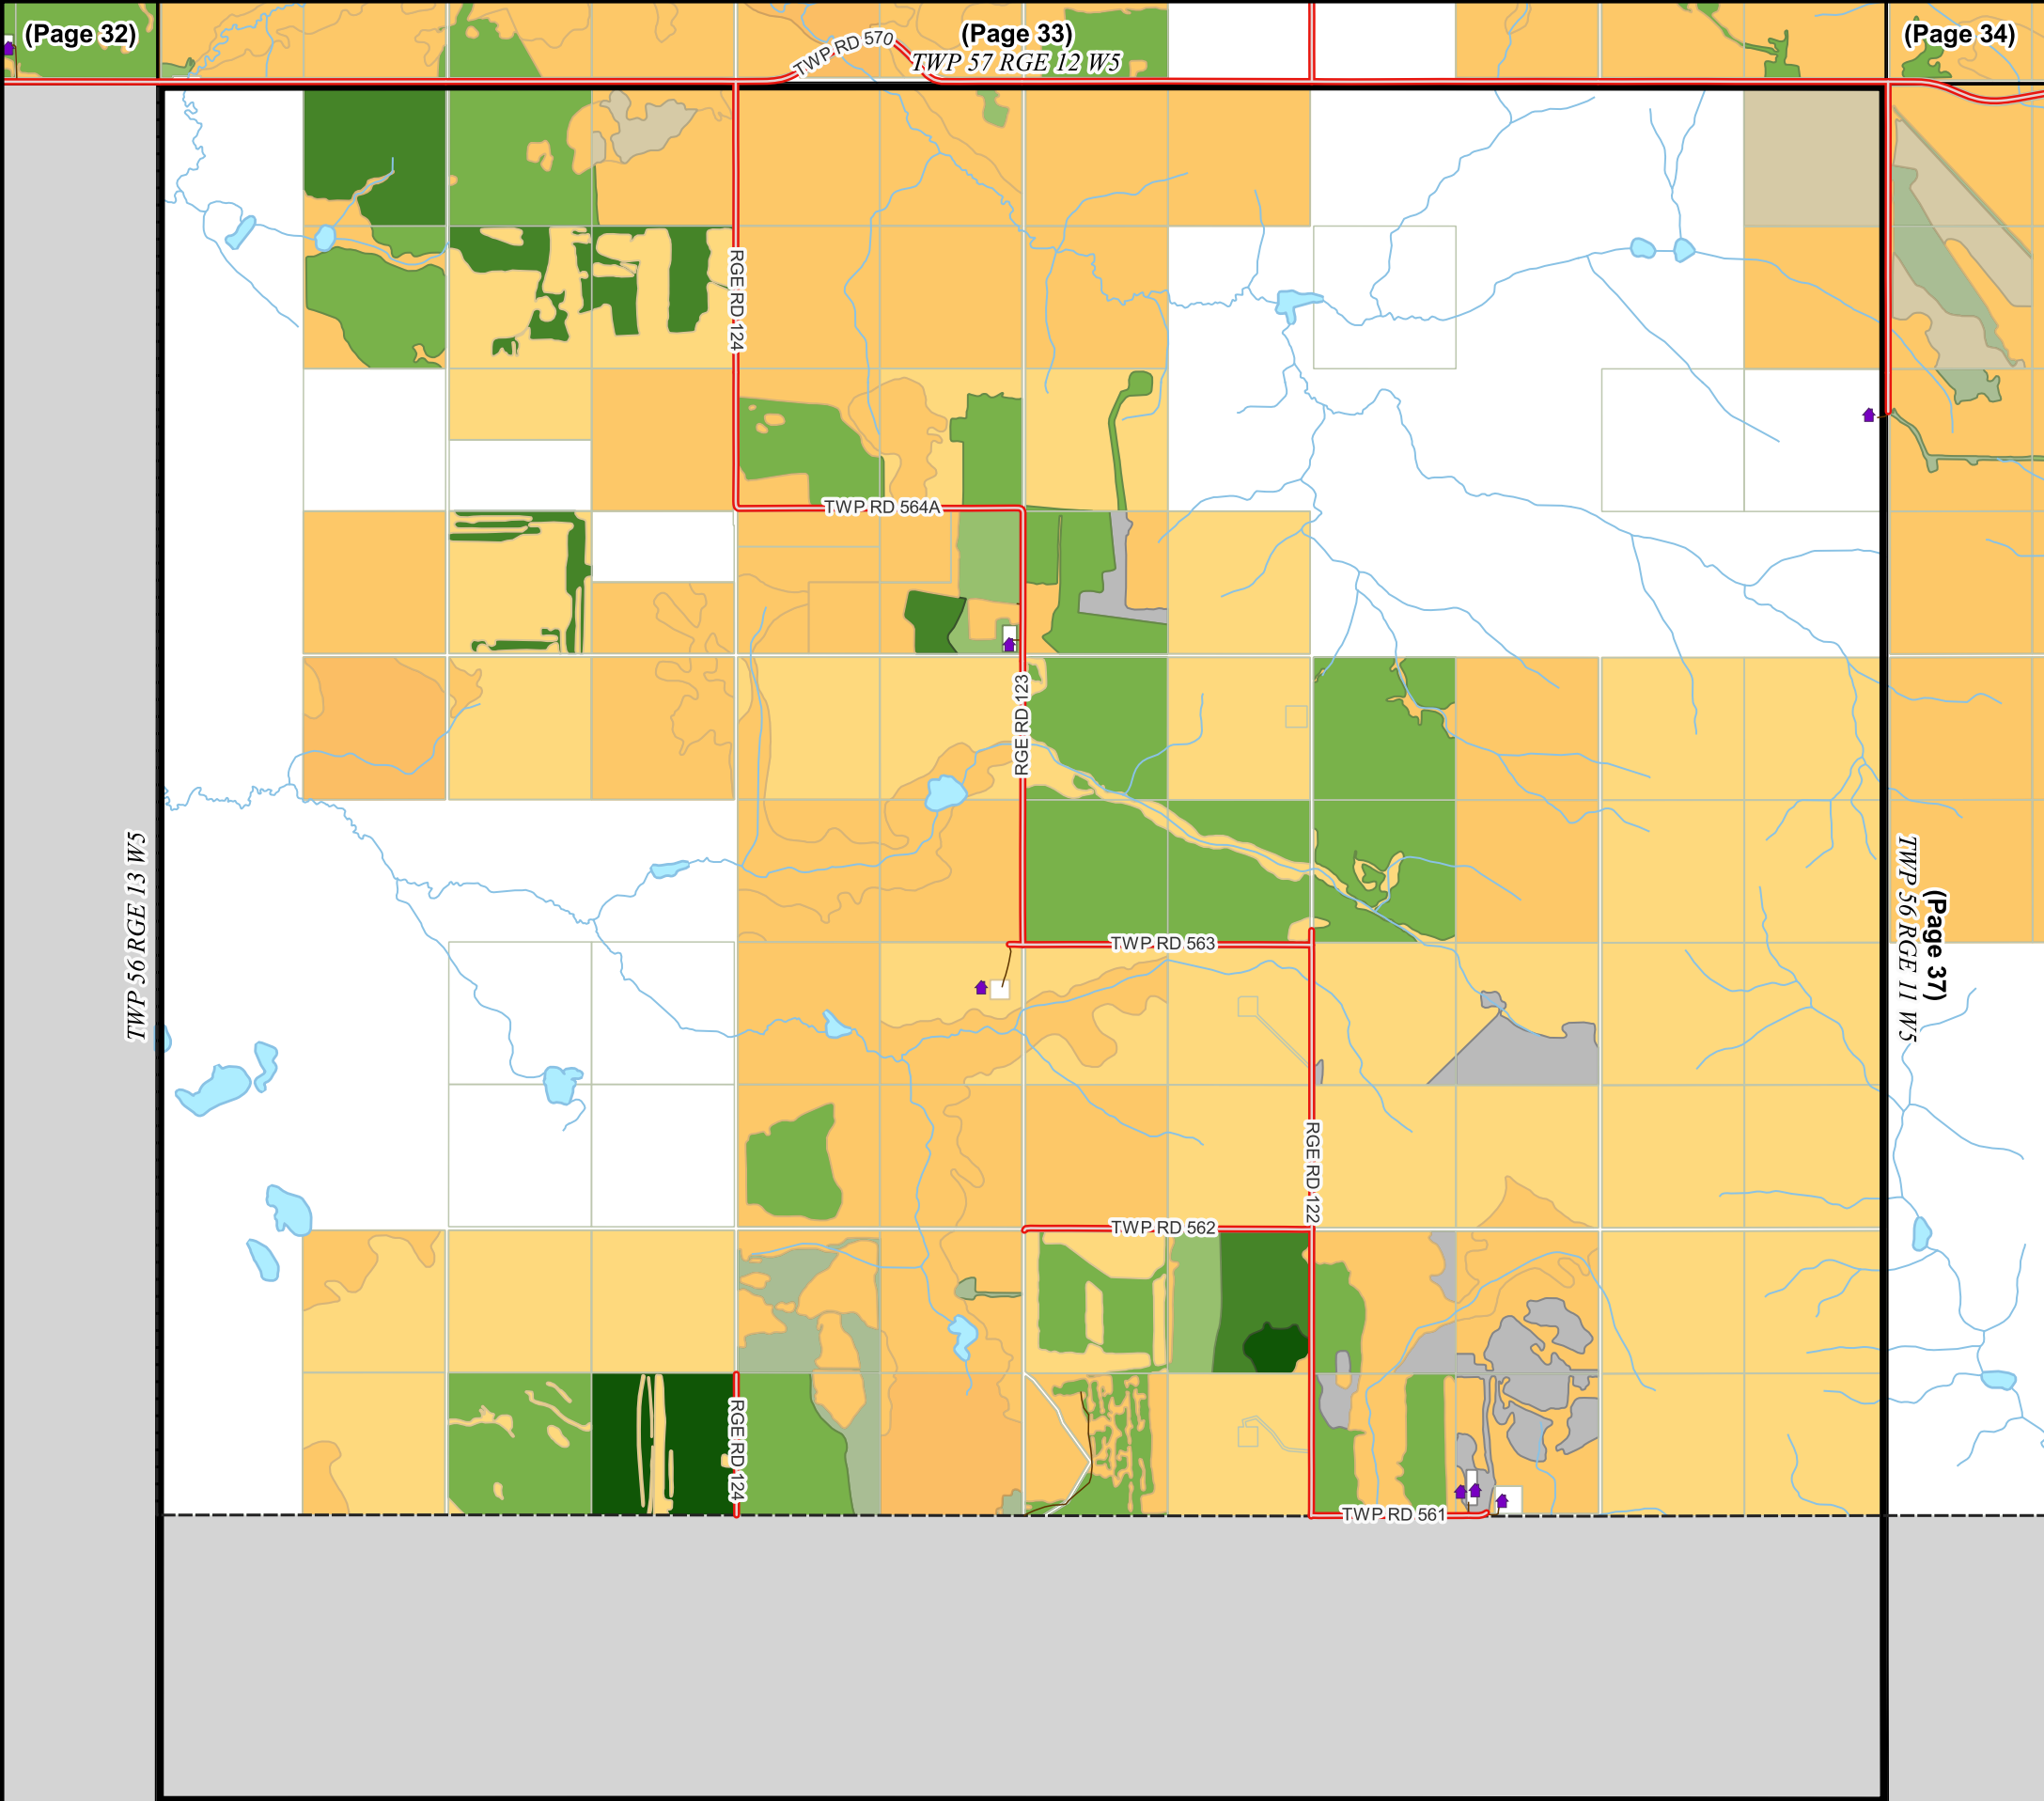 (Page 32)
(Page 33)
(Page 34)
TWP RD 570
TWP 57 RGE 12 W5
RGE RD 124
TWP RD 564A
RGE RD 123
TWP 56 RGE 13 W5
(Page 37)
TWP 56 RGE 11 W5
TWP RD 563
RGE RD 122
TWP RD 562
RGE RD 124
TWP RD 561